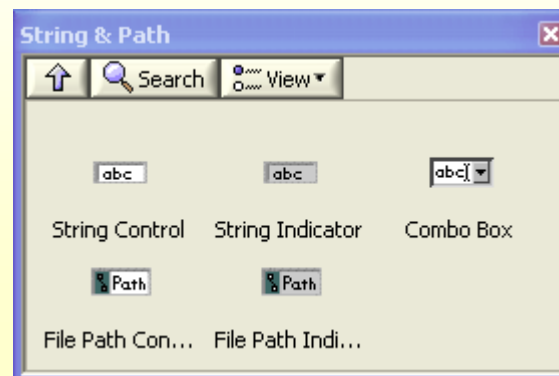 String & Path
Search View
abc abc abc
String Control String Indicator Combo Box
Path Path
File Path Con... File Path Indi...